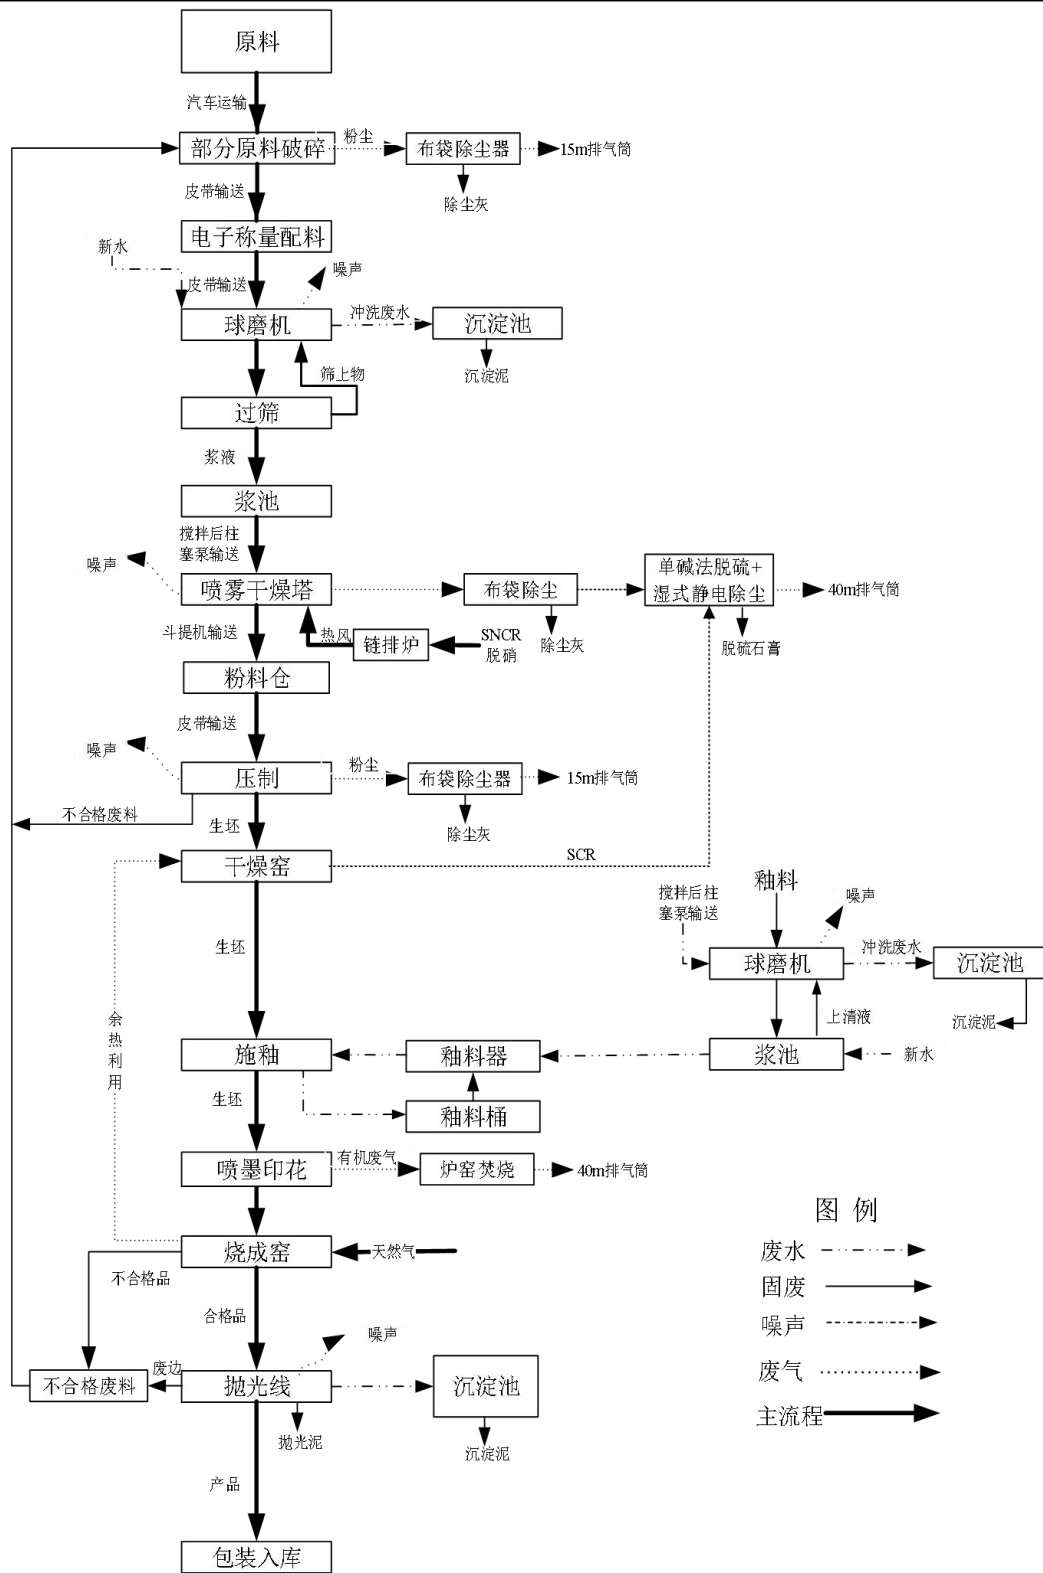 原料
汽车运输
部分原料破碎
粉尘
布袋除尘器
15m排气筒
除尘灰
皮带输送
电子称量配料
新水
皮带输送
噪声
球磨机
冲洗废水
沉淀池
沉淀泥
筛上物
过筛
浆液
浆池
搅拌后柱
塞泵输送
噪声
喷雾干燥塔
布袋除尘
除尘灰
单碱法脱硫+
湿式静电除尘
40m排气筒
脱硫石膏
斗提机输送
热风
链排炉
SNCR
脱硝
粉料仓
皮带输送
噪声
压制
粉尘
布袋除尘器
15m排气筒
除尘灰
不合格废料
生坯
干燥窑
SCR
釉料
搅拌后柱
塞泵输送
噪声
球磨机
冲洗废水
沉淀池
沉淀泥
上清液
浆池
新水
生坯
余
热
利
用
施釉
釉料器
釉料桶
生坯
喷墨印花
有机废气
炉窑焚烧
40m排气筒
烧成窑
天然气
不合格品
合格品
噪声
不合格废料
废边
抛光线
沉淀池
抛光泥
沉淀泥
产品
包装入库
图 例
废水
固废
噪声
废气
主流程